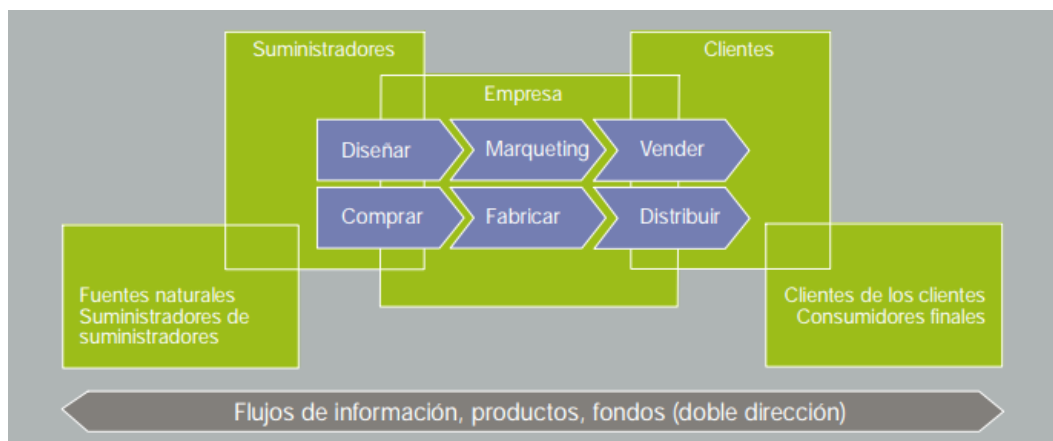 Suministradores
Clientes
Empresa
Diseñar
Marqueting
Vender
Comprar
Fabricar
Distribuir
Fuentes naturales
Suministradores de
suministradores
Clientes de los clientes
Consumidores finales
Flujos de información, productos, fondos (doble dirección)